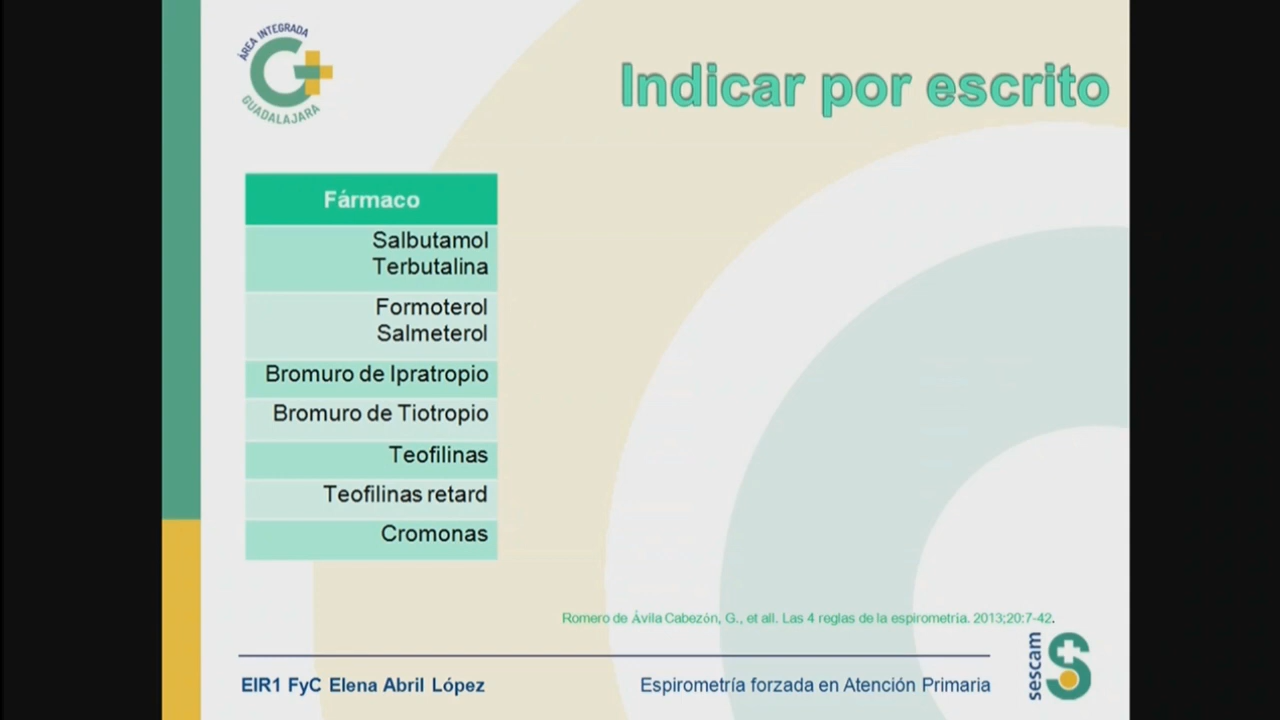 ÁREA INTEGRADA
GUADALAJARA
Indicar por escrito
Fármaco
Salbutamol
Terbutalina
Formoterol
Salmeterol
Bromuro de Ipratropio
Bromuro de Tiotropio
Teofilinas
Teofilinas retard
Cromonas
Romero de Ávila Cabezón, G., et all. Las 4 reglas de la espirometría. 2013;20:7-42.
EIR1 FyC Elena Abril López
Espirometría forzada en Atención Primaria
sescam